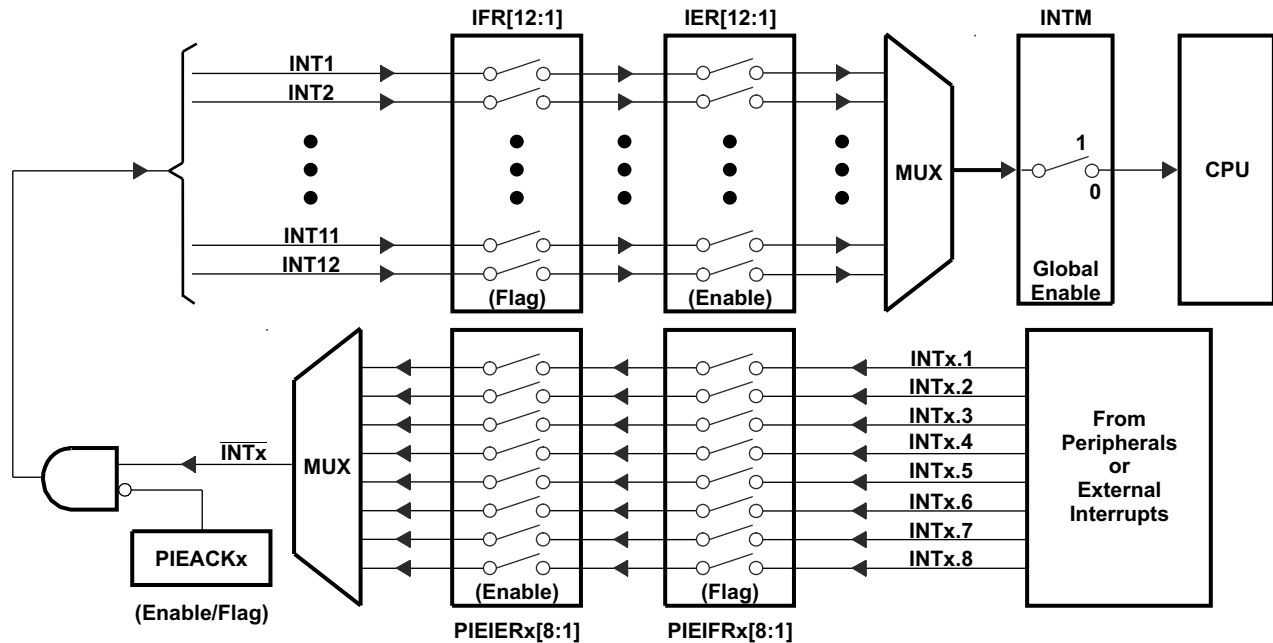 IFR[12:1]
IER[12:1]
INTM
INT1
INT2
INT11
INT12
(Flag)
(Enable)
MUX
1
0
Global
Enable
CPU
INTx
MUX
INTx.1
INTx.2
INTx.3
INTx.4
INTx.5
INTx.6
INTx.7
INTx.8
From
Peripherals
or
External
Interrupts
PIEACKx
(Enable/Flag)
(Enable)
(Flag)
PIEIERx[8:1]
PIEIFRx[8:1]